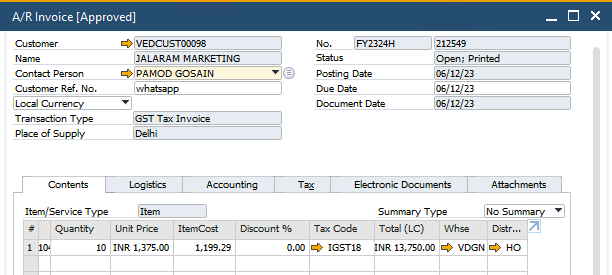 A/R Invoice [Approved]
Customer VEDCUST00098 No. FY2324H 212549
Name JALARAM MARKETING Status Open; Printed
Contact Person PAMOD GOSAIN Posting Date 06/12/23
Customer Ref. No. whatsapp Due Date 06/12/23
Local Currency Document Date 06/12/23
Transaction Type GST Tax Invoice
Place of Supply Delhi
Contents Logistics Accounting Tax Electronic Documents Attachments
Item/Service Type Item Summary Type No Summary
# Quantity Unit Price ItemCost Discount % Tax Code Total (LC) Whse Distr...
1 104 10 INR 1,375.00 1,199.29 0.00 IGST18 INR 13,750.00 VDGN HO